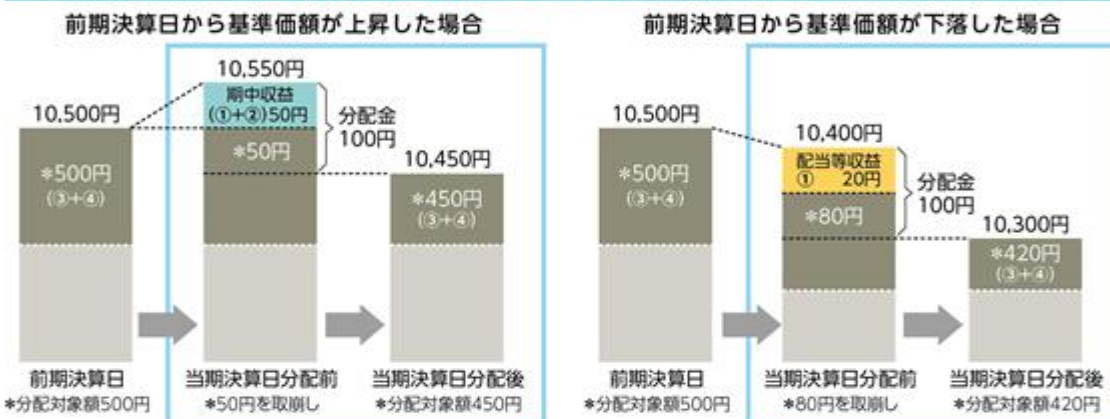 前期決算日から基準価額が上昇した場合
10,550円
10,500円
期中収益
(①+②)50円
分配金
100円
*500円
(③+④)
*50円
10,450円
*450円
(③+④)
前期決算日
*分配対象額500円
当期決算日分配前
*50円を取崩し
当期決算日分配後
*分配対象額450円
前期決算日から基準価額が下落した場合
10,500円
10,400円
配当等収益
① 20円
分配金
100円
*500円
(③+④)
*80円
10,300円
*420円
(③+④)
前期決算日
*分配対象額500円
当期決算日分配前
*80円を取崩し
当期決算日分配後
*分配対象額420円